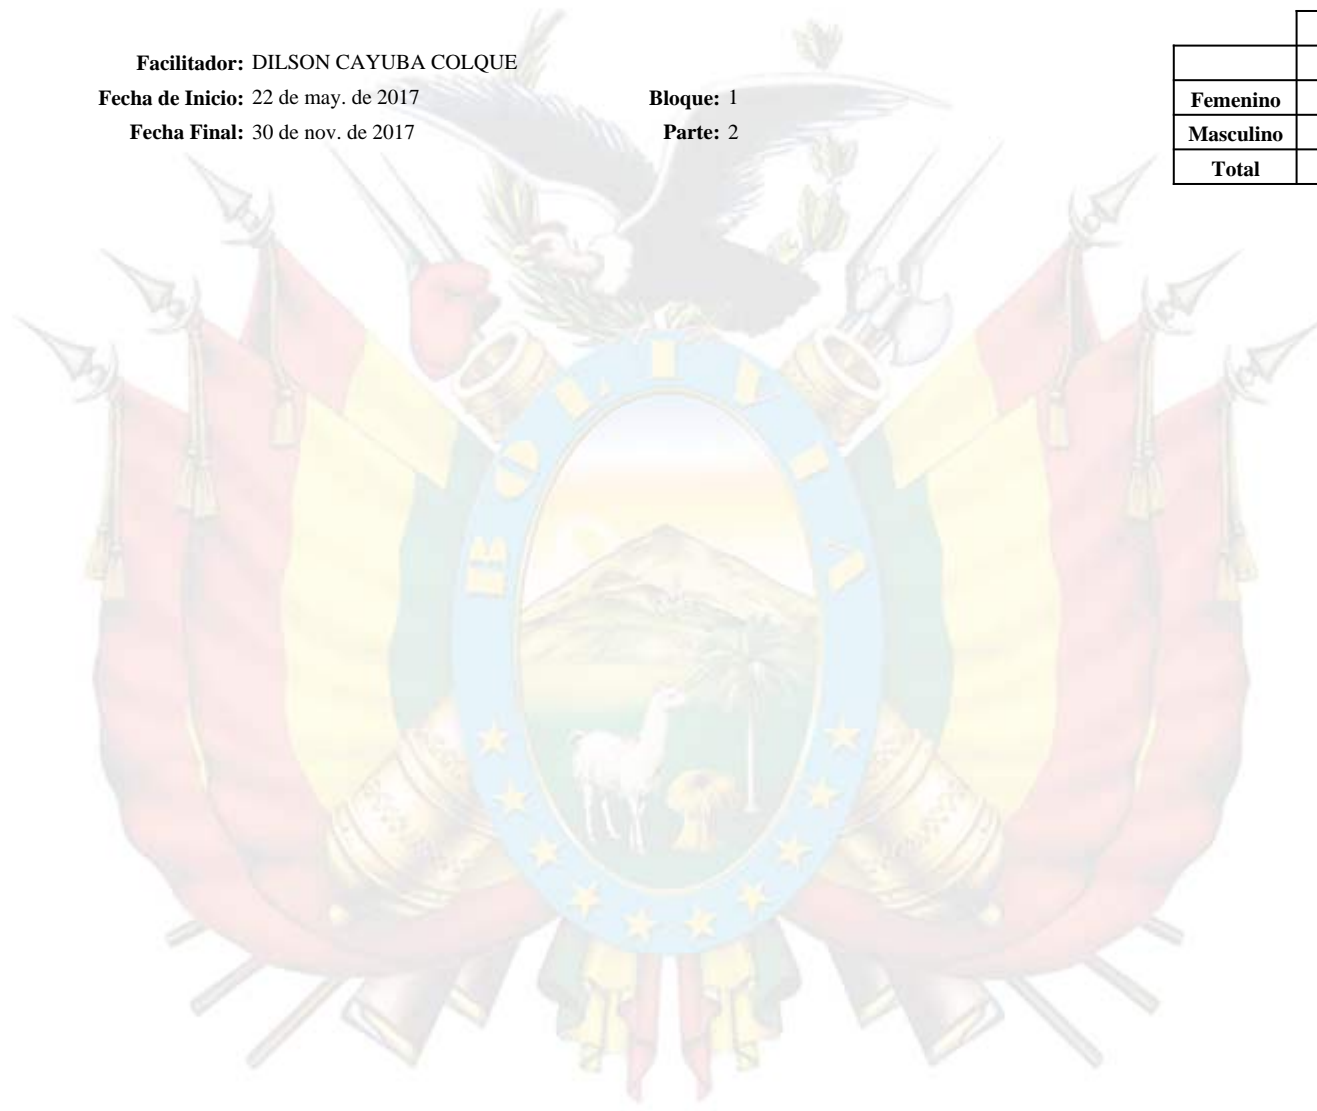 Facilitador: DILSON CAYUBA COLQUE
Fecha de Inicio: 22 de may. de 2017 Bloque: 1
Fecha Final: 30 de nov. de 2017 Parte: 2
Femenino
Masculino
Total
BOLIVIA